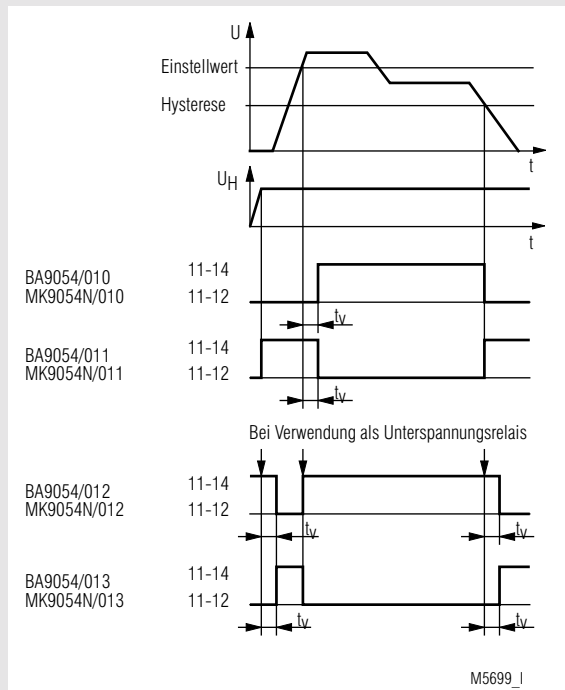 U
Einstellwert
Hysterese
t
UH
t
BA9054/010 11-14
MK9054N/010 11-12
tv
BA9054/011 11-14
MK9054N/011 11-12
tv
Bei Verwendung als Unterspannungsrelais
BA9054/012 11-14
MK9054N/012 11-12
tv tv
BA9054/013 11-14
MK9054N/013 11-12
tv tv
M5699_l